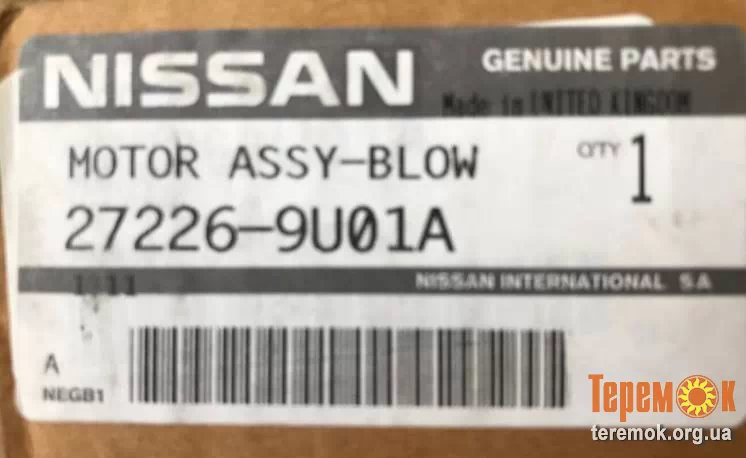 NISSAN GENUINE PARTS
Made in UNITED KINGDOM
MOTOR ASSY-BLOW QTY 1
27226-9U01A
NISSAN INTERNATIONAL SA
A
NEGB1
Теремок
teremok.org.ua